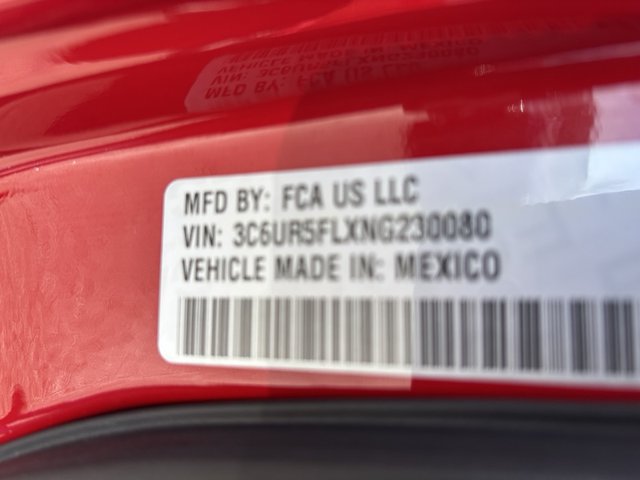 MFD BY: FCA US LLC
VIN: 3C6UR5FLXNG230080
VEHICLE MADE IN: MEXICO